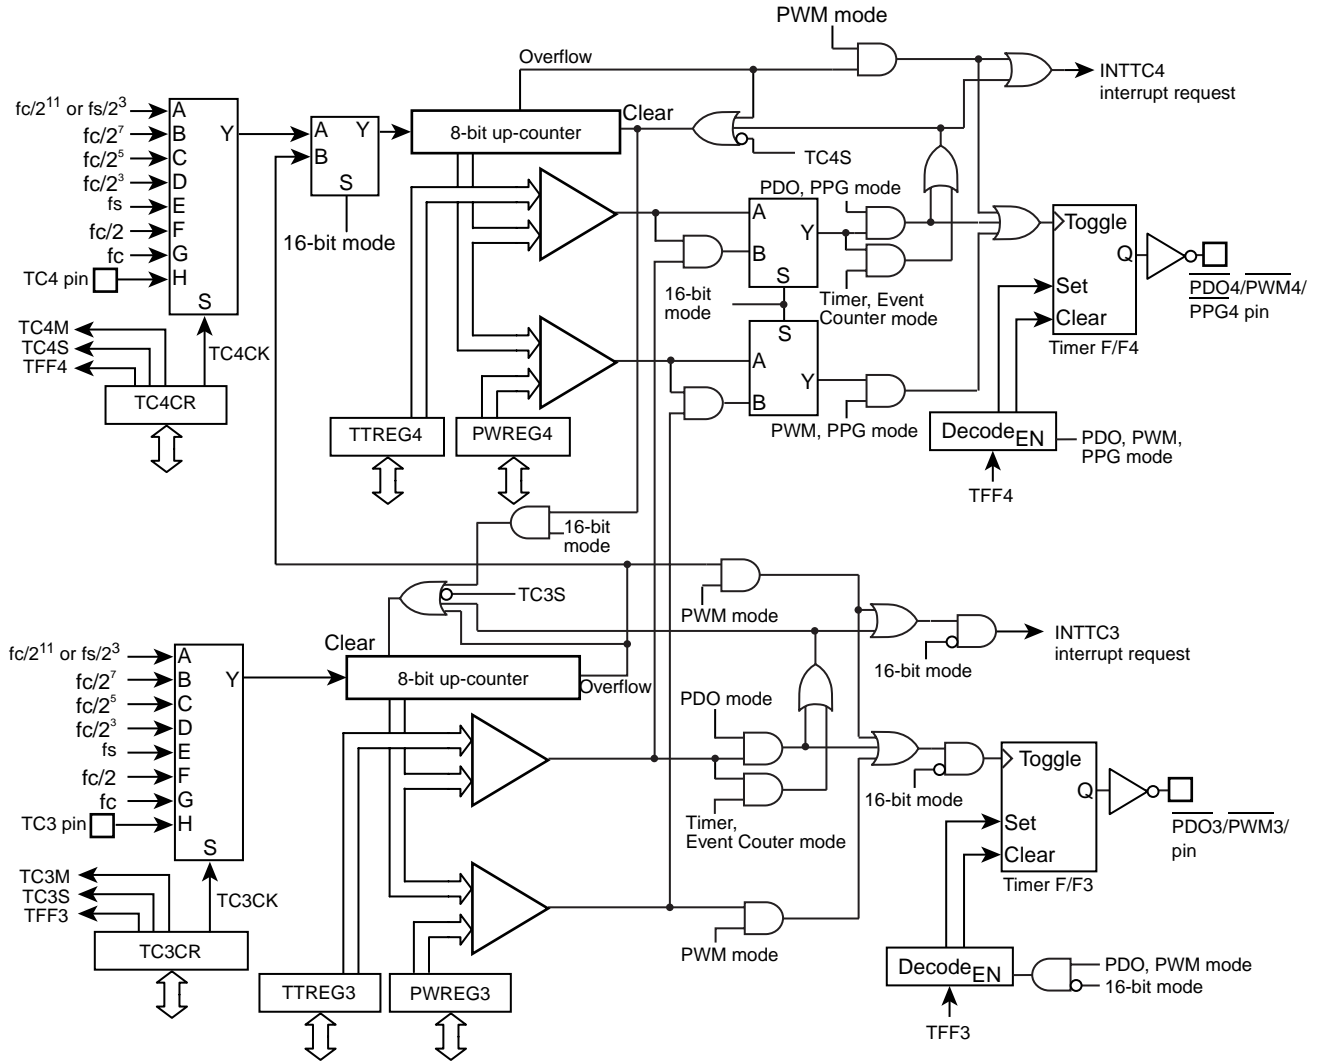 PWM mode
Overflow
INTTC4
interrupt request
fc/2¹¹ or fs/2³
fc/2⁷
fc/2⁵
fc/2³
fs
fc/2
fc
TC4 pin
A
B
C
D
E
F
G
H
Y
S
A
B
Y
S
16-bit mode
8-bit up-counter
Clear
TC4S
TC4M
TC4S
TFF4
TC4CK
TC4CR
TTREG4
PWREG4
PDO, PPG mode
A
B
Y
S
16-bit
mode
Timer, Event
Counter mode
S
A
B
Y
PWM, PPG mode
Toggle
Q
Set
Clear
Timer F/F4
PDO4/PWM4/
PPG4 pin
Decode EN
PDO, PWM,
PPG mode
TFF4
16-bit
mode
TC3S
PWM mode
INTTC3
interrupt request
16-bit mode
Clear
8-bit up-counter
Overflow
fc/2¹¹ or fs/2³
fc/2⁷
fc/2⁵
fc/2³
fs
fc/2
fc
TC3 pin
A
B
C
D
E
F
G
H
Y
S
TC3M
TC3S
TFF3
TC3CK
TC3CR
TTREG3
PWREG3
PDO mode
Timer,
Event Couter mode
PWM mode
16-bit mode
Toggle
Q
Set
Clear
Timer F/F3
PDO3/PWM3/
pin
Decode EN
PDO, PWM mode
16-bit mode
TFF3